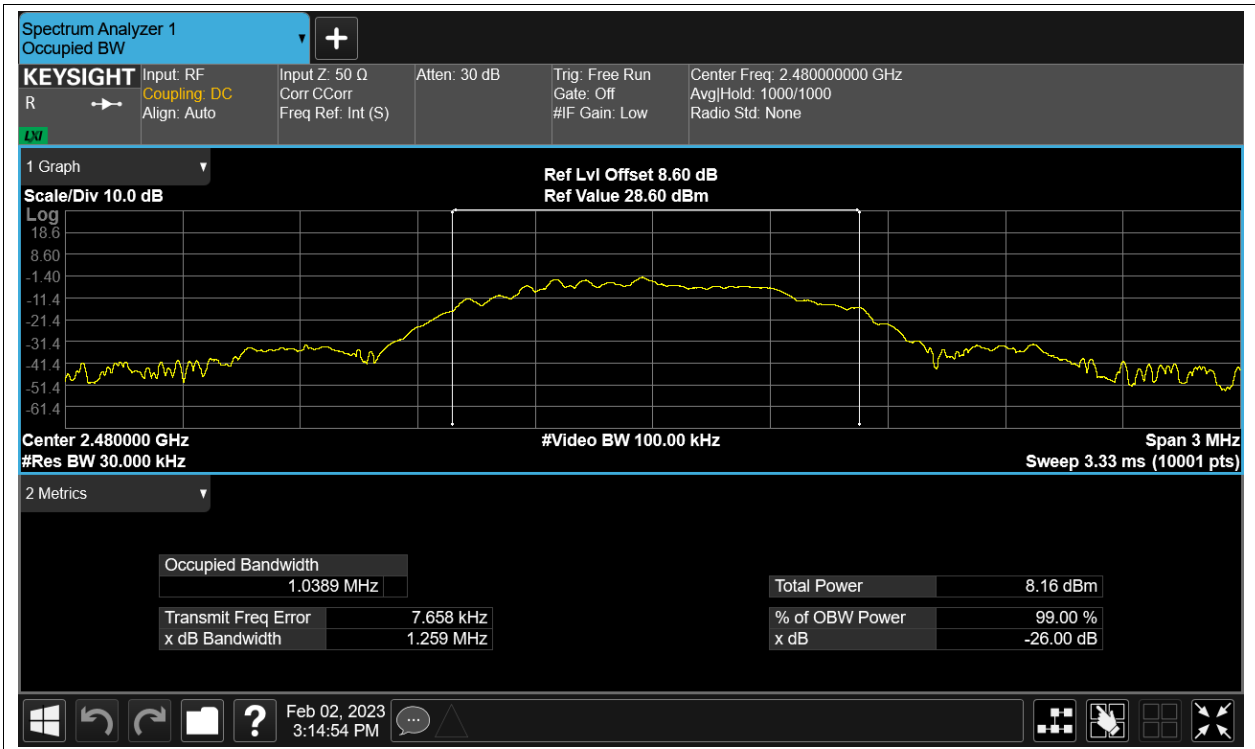 Spectrum Analyzer 1
Occupied BW
KEYSIGHT
R
LXI
Input: RF
Coupling: DC
Align: Auto
Input Z: 50 Ω
Corr CCorr
Freq Ref: Int (S)
Atten: 30 dB
Trig: Free Run
Gate: Off
#IF Gain: Low
Center Freq: 2.480000000 GHz
Avg|Hold: 1000/1000
Radio Std: None
1 Graph
Scale/Div 10.0 dB
Ref Lvl Offset 8.60 dB
Ref Value 28.60 dBm
Log
18.6
8.60
-1.40
-11.4
-21.4
-31.4
-41.4
-51.4
-61.4
Center 2.480000 GHz
#Res BW 30.000 kHz
#Video BW 100.00 kHz
Span 3 MHz
Sweep 3.33 ms (10001 pts)
2 Metrics
Occupied Bandwidth
1.0389 MHz
Transmit Freq Error 7.658 kHz
x dB Bandwidth 1.259 MHz
Total Power 8.16 dBm
% of OBW Power 99.00 %
x dB -26.00 dB
?
Feb 02, 2023
3:14:54 PM